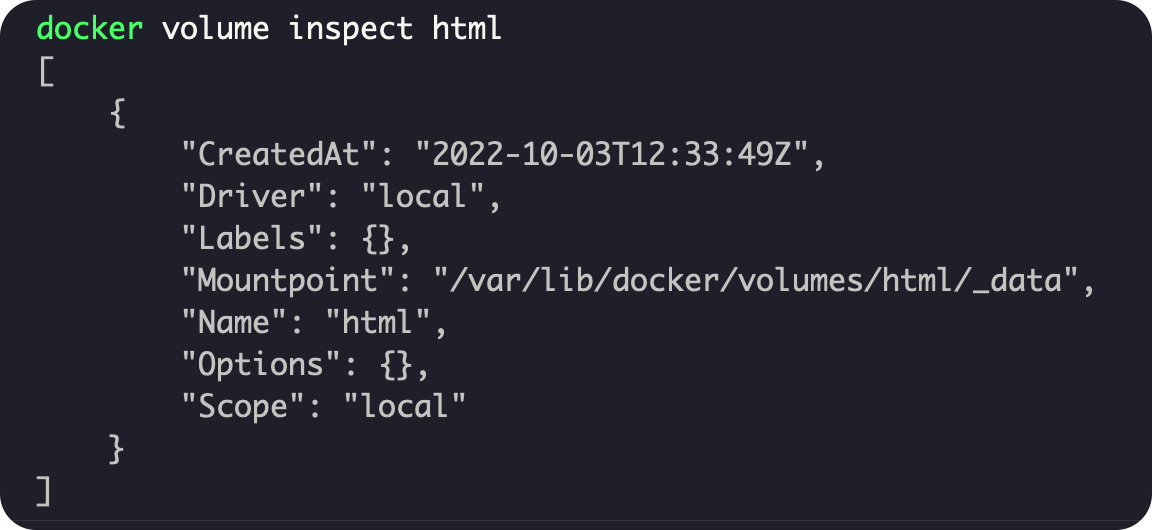 docker volume inspect html
[
    {
        "CreatedAt": "2022-10-03T12:33:49Z",
        "Driver": "local",
        "Labels": {},
        "Mountpoint": "/var/lib/docker/volumes/html/_data",
        "Name": "html",
        "Options": {},
        "Scope": "local"
    }
]